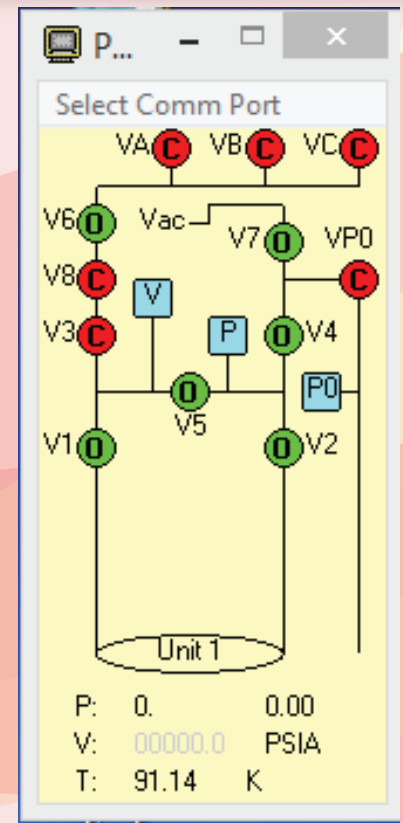 P...
Select Comm Port
VA C VB C VC C
V6 O Vac V7 O VP0
V8 C V C
V3 C P O V4
O P0
V5
V1 O O V2
Unit 1
P: 0. 0.00
V: 00000.0 PSIA
T: 91.14 K